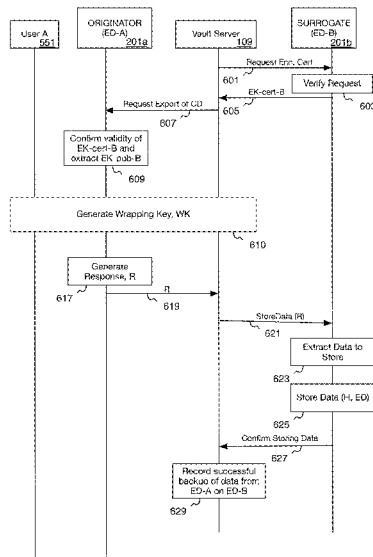 User A
551
ORIGINATOR
(ED-A)
201a
Vault Server
109
SURROGATE
(ED-B)
201b
Request Enc. Cert
601
Verify Request
603
EK-cert-B
605
Request Export of CD
607
Confirm validity of
EK-cert-B and
extract EK-pub-B
609
Generate Wrapping Key, WK
610
Generate
Response, R
617
R
619
StoreData (R)
621
Extract Data to
Store
623
Store Data (H, ED)
625
Confirm Storing Data
627
Record successful
backup of data from
ED-A on ED-B
629